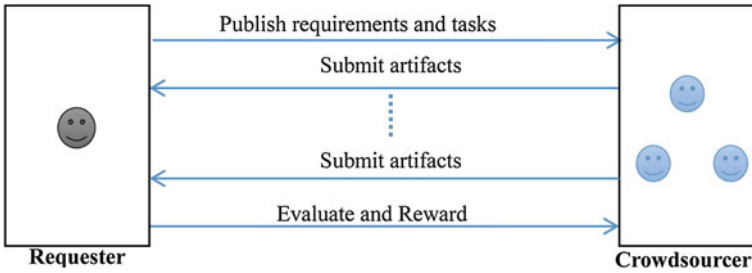 Publish requirements and tasks
Submit artifacts
Submit artifacts
Evaluate and Reward
Requester
Crowdsourcer